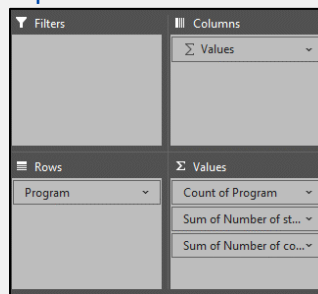 Filters
Columns
Σ Values
Rows
Σ Values
Program
Count of Program
Sum of Number of st...
Sum of Number of co...